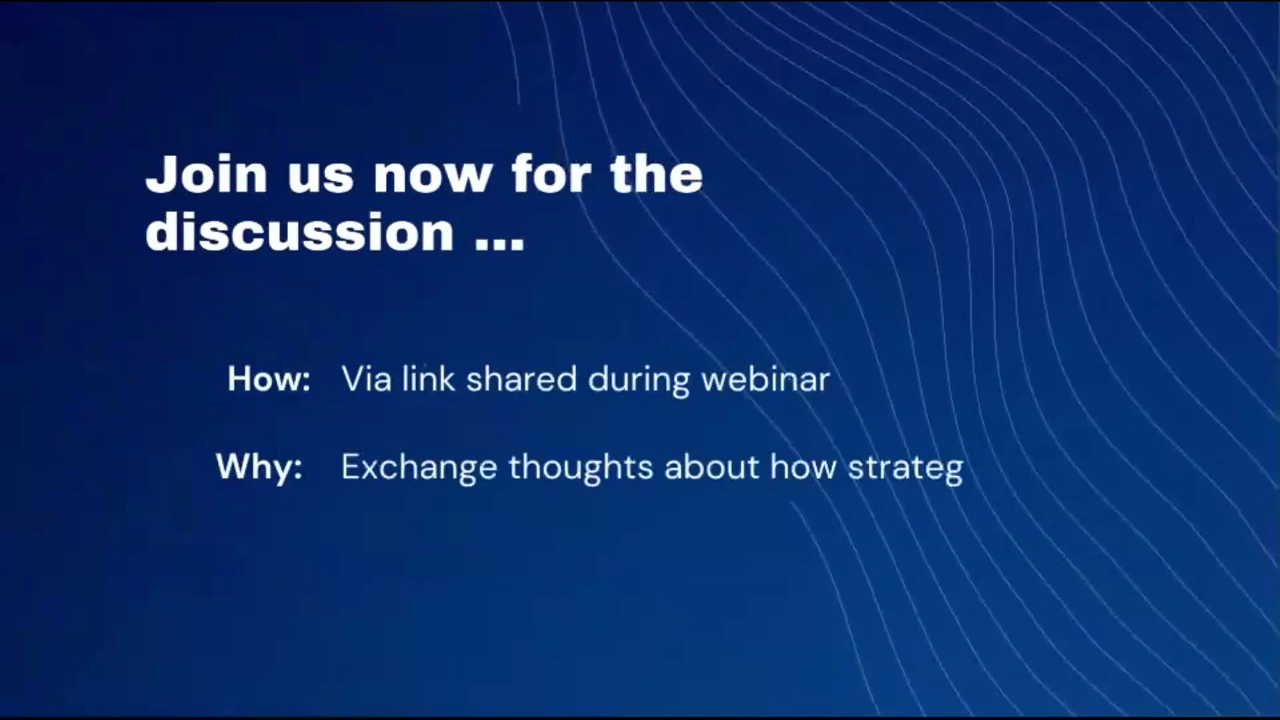 Join us now for the
discussion ...
How: Via link shared during webinar
Why: Exchange thoughts about how strateg